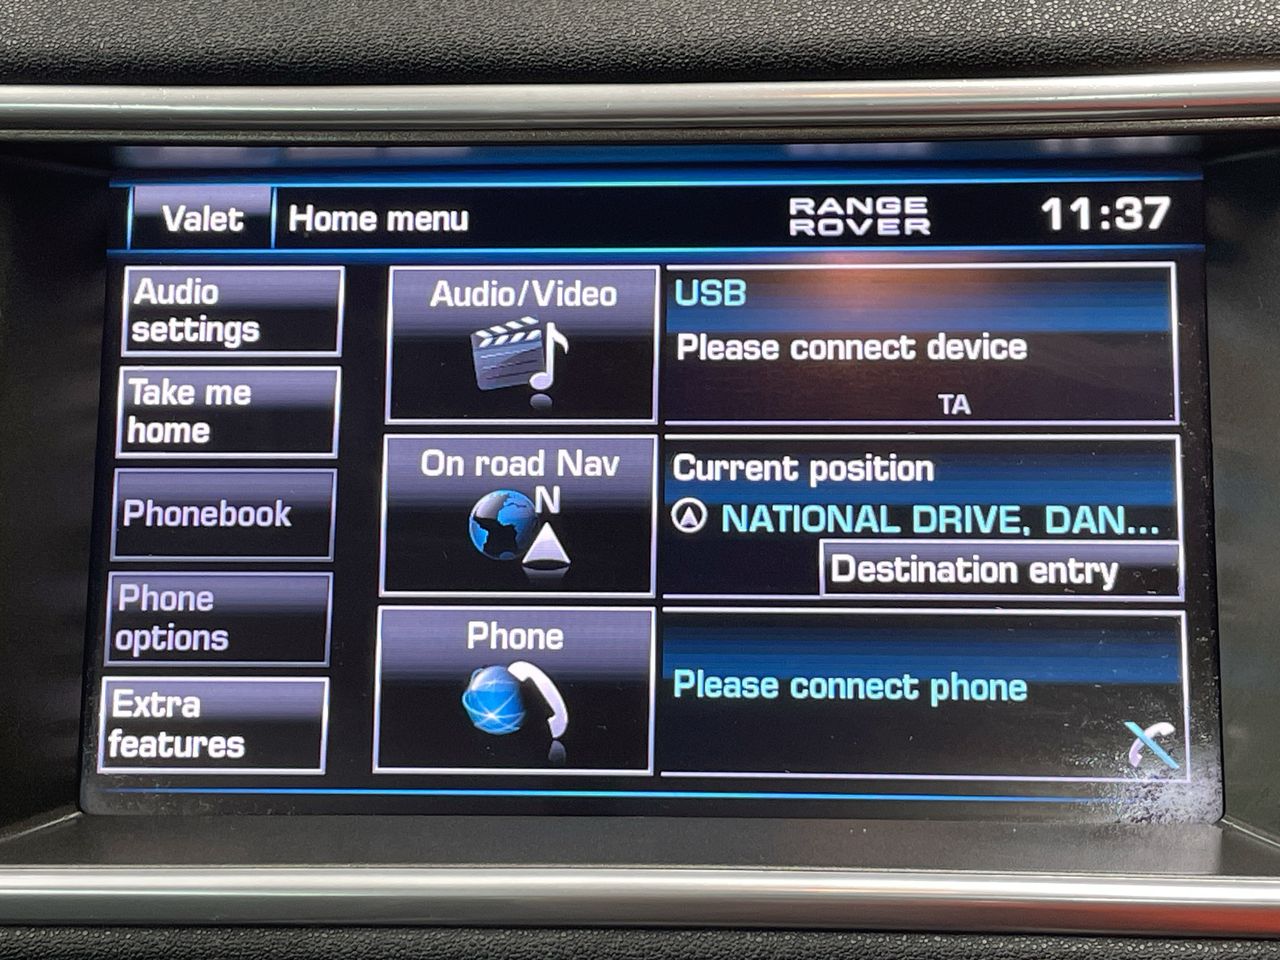 Valet
Home menu
RANGE
ROVER
11:37
Audio
settings
Take me
home
Phonebook
Phone
options
Extra
features
Audio/Video
USB
Please connect device
TA
On road Nav
N
Current position
NATIONAL DRIVE, DAN...
Destination entry
Phone
Please connect phone